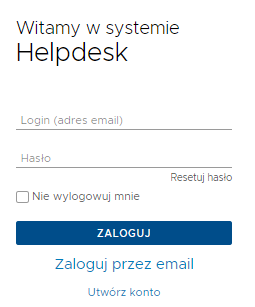 Witamy w systemie
Helpdesk
Login (adres email)
Hasło
Resetuj hasło
Nie wylogowuj mnie
ZALOGUJ
Zaloguj przez email
Utwórz konto